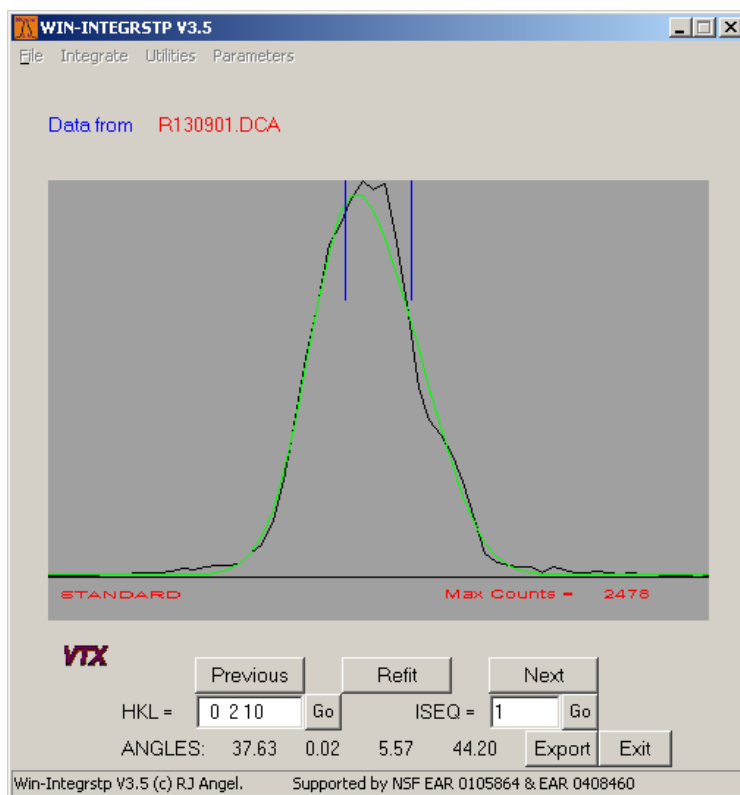 WIN-INTEGRSTP V3.5
File Integrate Utilities Parameters
Data from R130901.DCA
STANDARD Max Counts = 2478
VTX
Previous Refit Next
HKL = 0 2 10 Go ISEQ = 1 Go
ANGLES: 37.63 0.02 5.57 44.20 Export Exit
Win-Integrstp V3.5 (c) RJ Angel. Supported by NSF EAR 0105864 & EAR 0408460